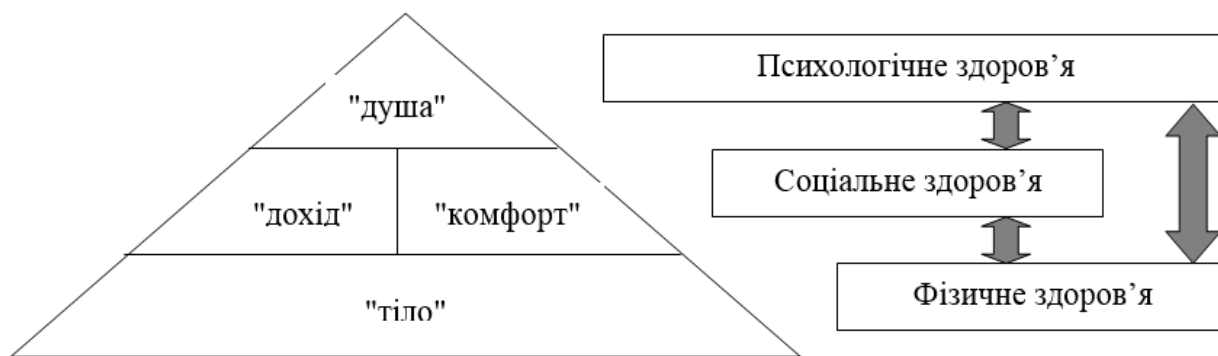 Психологічне здоров’я
"душа"
Соціальне здоров’я
"дохід" "комфорт"
Фізичне здоров’я
"тіло"